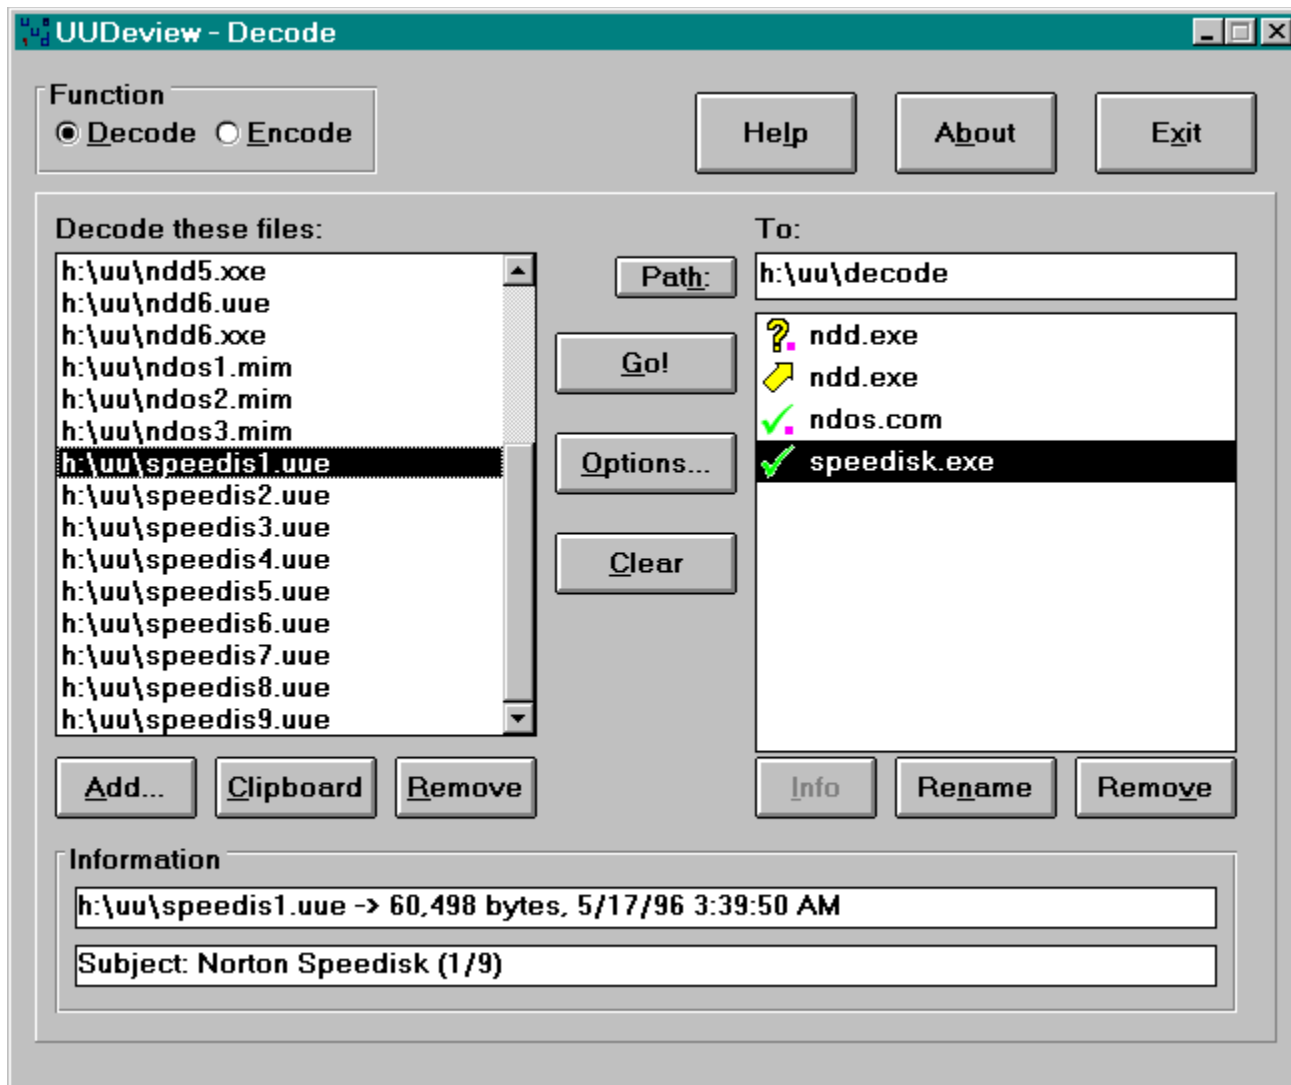 UUDeview - Decode
Function
Decode Encode
Help About Exit
Decode these files:
h:\uu\ndd5.xxe
h:\uu\ndd6.uue
h:\uu\ndd6.xxe
h:\uu\ndos1.mim
h:\uu\ndos2.mim
h:\uu\ndos3.mim
h:\uu\speedis1.uue
h:\uu\speedis2.uue
h:\uu\speedis3.uue
h:\uu\speedis4.uue
h:\uu\speedis5.uue
h:\uu\speedis6.uue
h:\uu\speedis7.uue
h:\uu\speedis8.uue
h:\uu\speedis9.uue
Add... Clipboard Remove
Path:
Go!
Options...
Clear
To:
h:\uu\decode
ndd.exe
ndd.exe
ndos.com
speedisk.exe
Info Rename Remove
Information
h:\uu\speedis1.uue -> 60,498 bytes, 5/17/96 3:39:50 AM
Subject: Norton Speedisk (1/9)